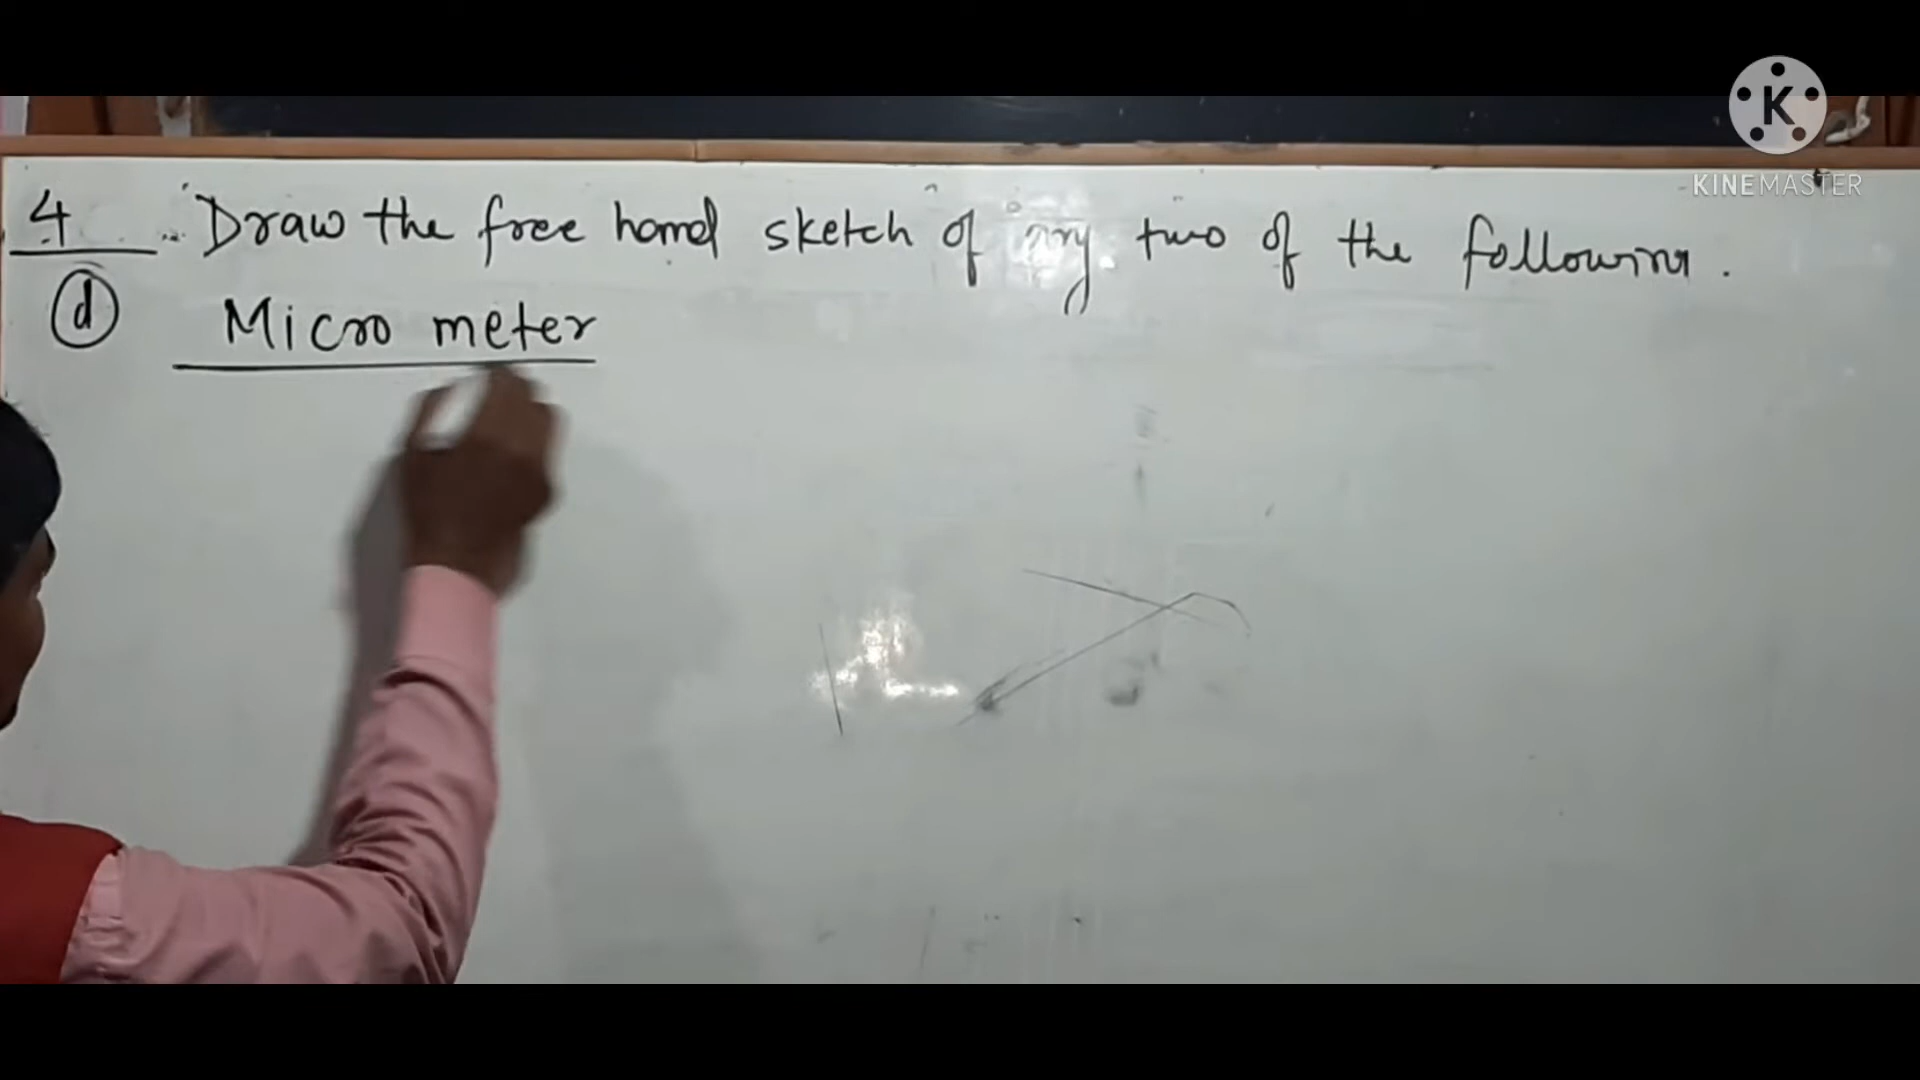 4 Draw the free hand sketch of any two of the following.
d Micro meter
K
KINEMASTER